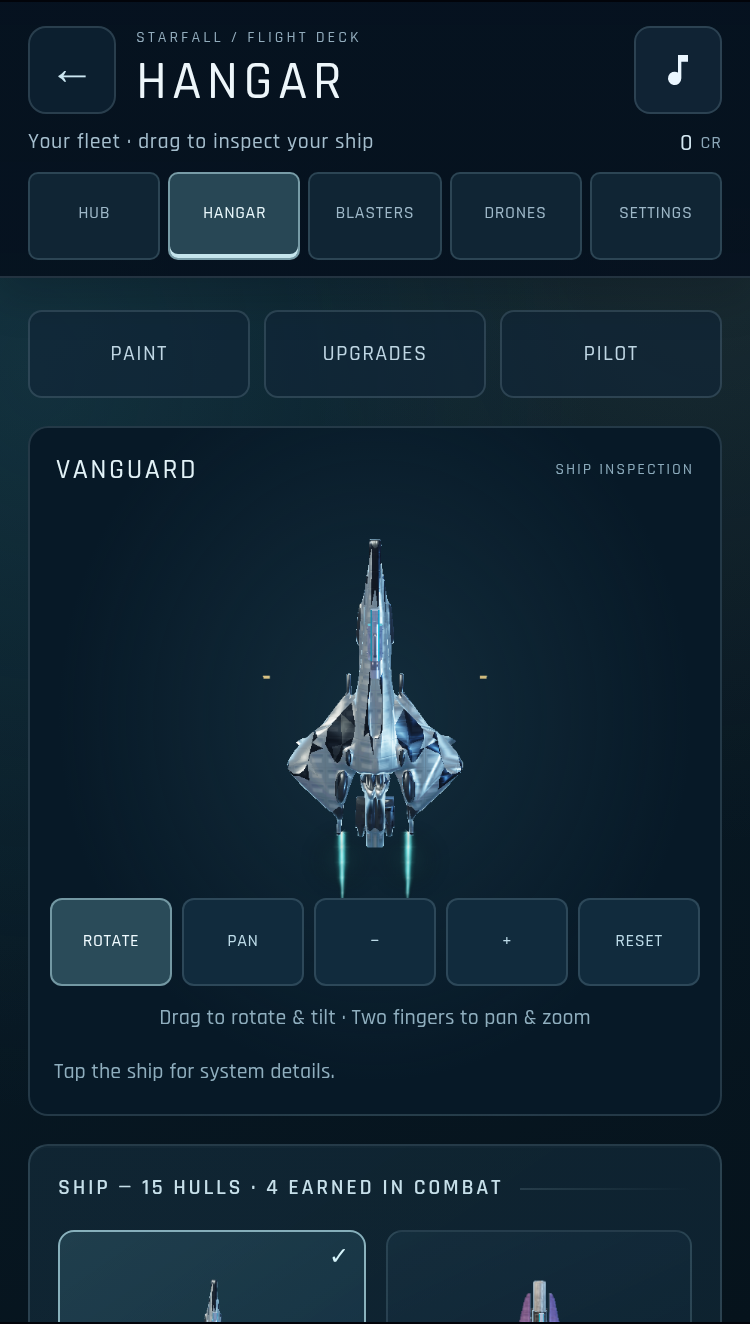 ←
STARFALL / FLIGHT DECK
HANGAR
Your fleet · drag to inspect your ship
0 CR
HUB HANGAR BLASTERS DRONES SETTINGS
PAINT UPGRADES PILOT
VANGUARD SHIP INSPECTION
ROTATE PAN − + RESET
Drag to rotate & tilt · Two fingers to pan & zoom
Tap the ship for system details.
SHIP — 15 HULLS · 4 EARNED IN COMBAT
✓